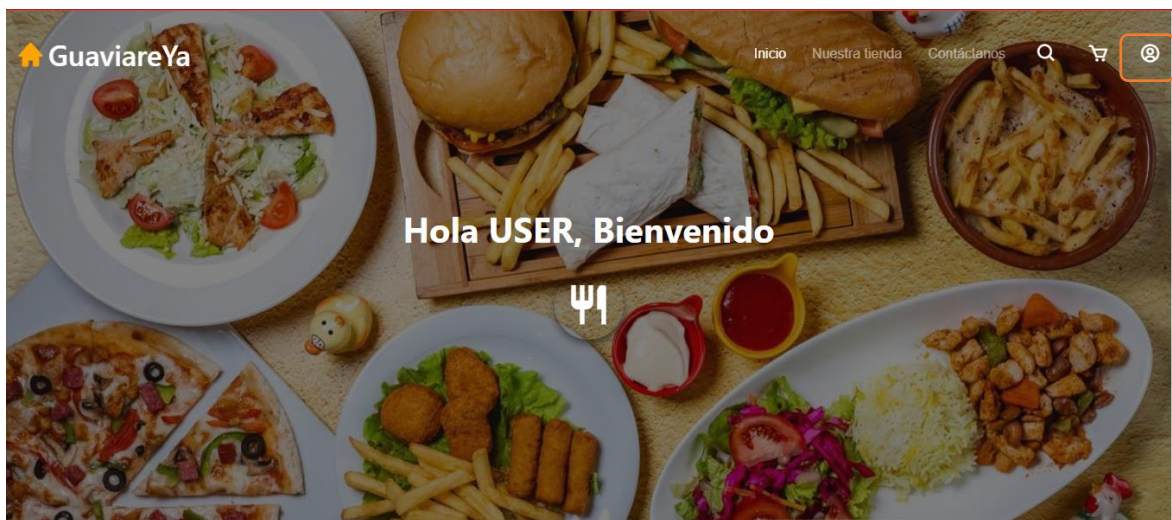 GuaviareYa
Inicio Nuestra tienda Contáctanos
Hola USER, Bienvenido